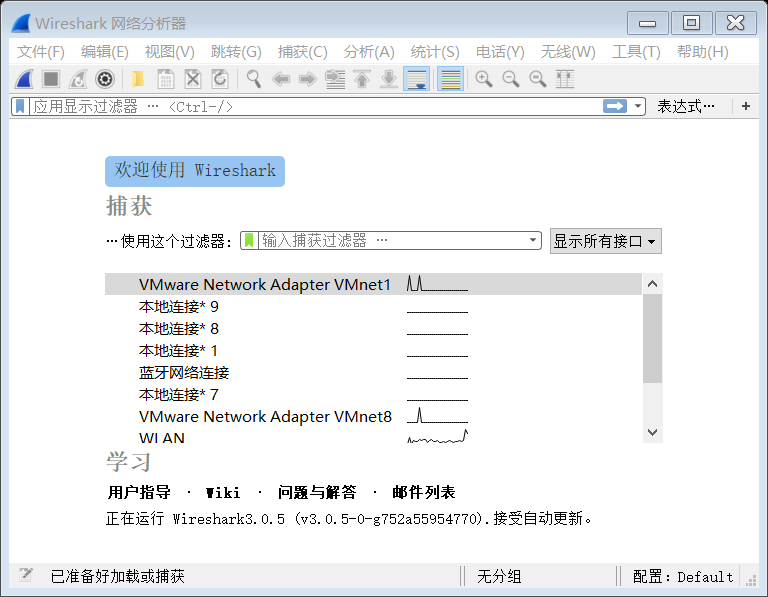 Wireshark 网络分析器
文件(F) 编辑(E) 视图(V) 跳转(G) 捕获(C) 分析(A) 统计(S) 电话(Y) 无线(W) 工具(T) 帮助(H)
应用显示过滤器 … <Ctrl-/> 表达式… +
欢迎使用 Wireshark
捕获
…使用这个过滤器: 输入捕获过滤器 … 显示所有接口
VMware Network Adapter VMnet1
本地连接* 9
本地连接* 8
本地连接* 1
蓝牙网络连接
本地连接* 7
VMware Network Adapter VMnet8
WLAN
学习
用户指导 · Wiki · 问题与解答 · 邮件列表
正在运行 Wireshark3.0.5 (v3.0.5-0-g752a55954770).接受自动更新。
已准备好加载或捕获 无分组 配置: Default